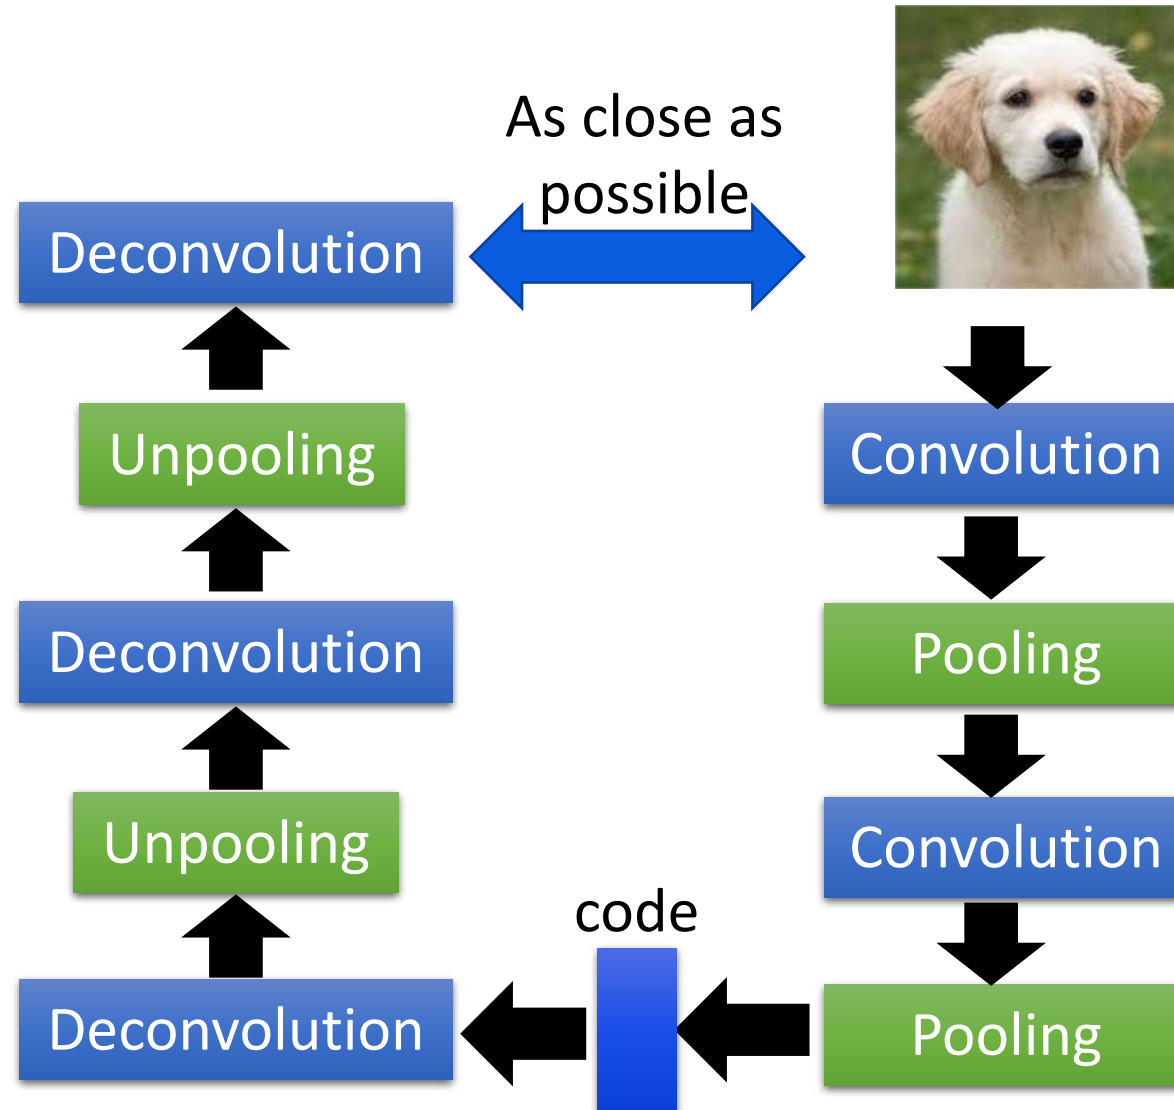 As close as
possible
Deconvolution
Unpooling
Convolution
Deconvolution
Pooling
Unpooling
Convolution
code
Deconvolution
Pooling